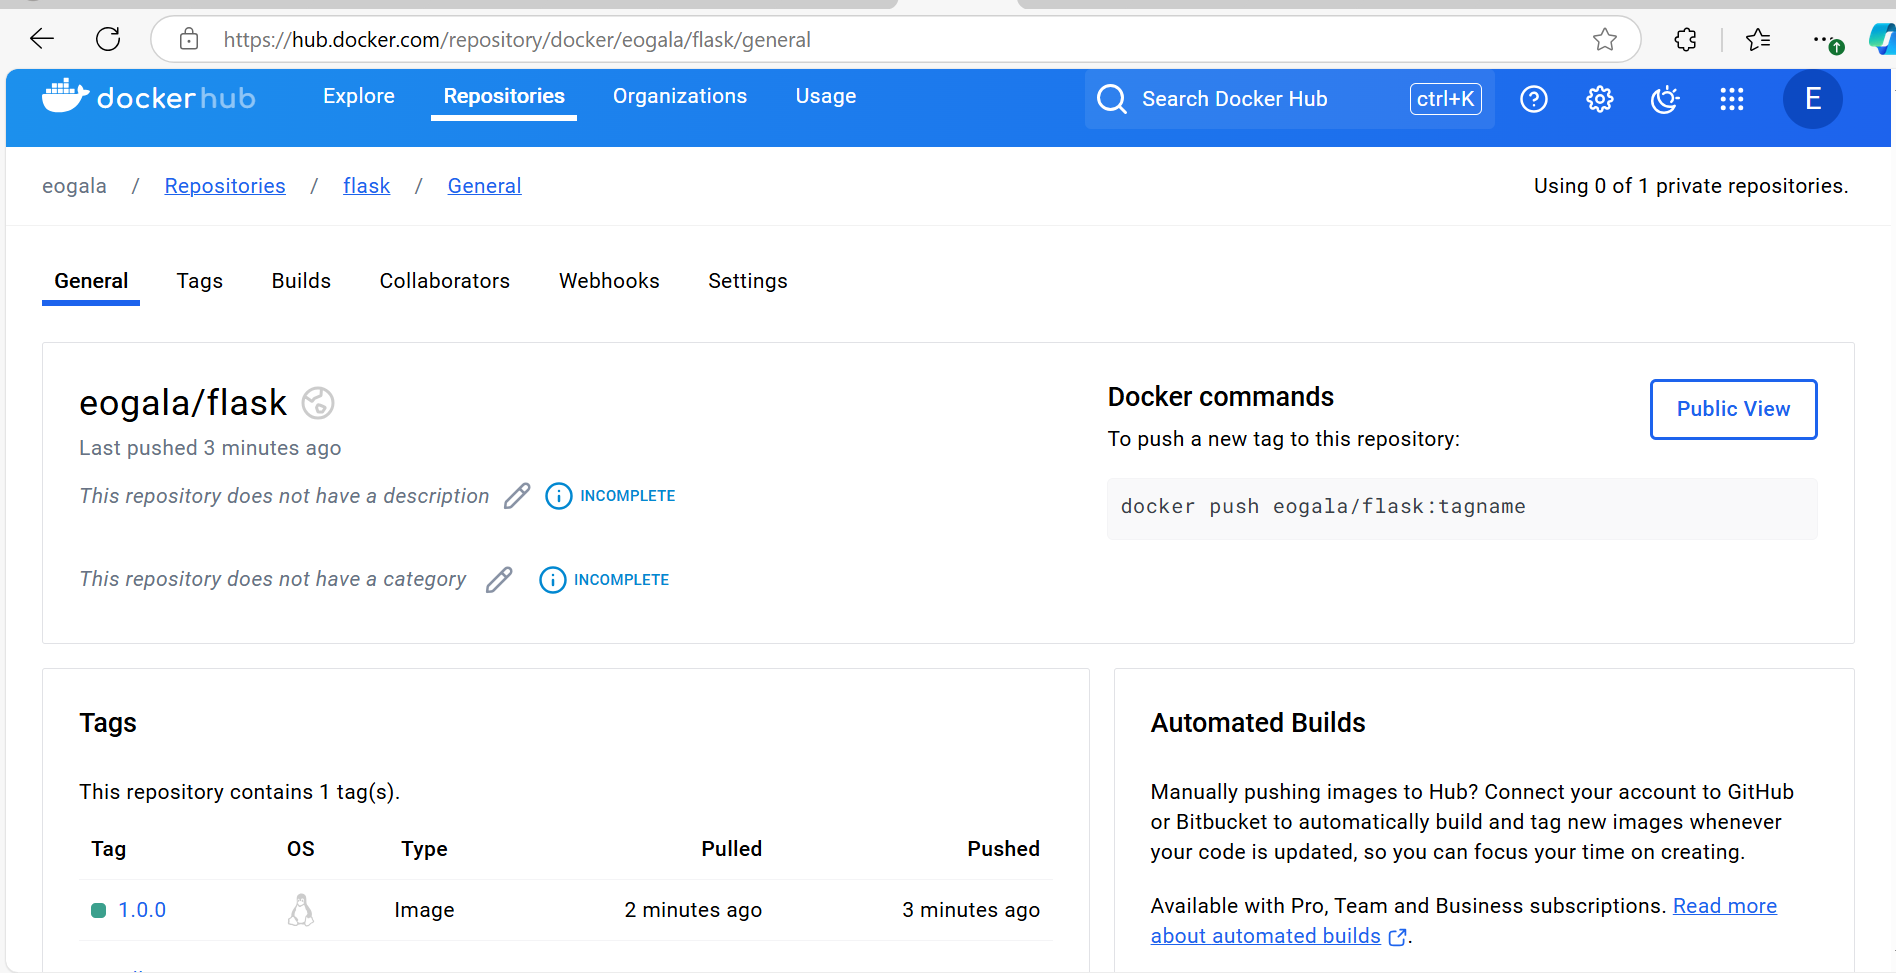 https://hub.docker.com/repository/docker/eogala/flask/general
dockerhub Explore Repositories Organizations Usage Search Docker Hub ctrl+K E
eogala / Repositories / flask / General Using 0 of 1 private repositories.
General Tags Builds Collaborators Webhooks Settings
eogala/flask
Last pushed 3 minutes ago
This repository does not have a description INCOMPLETE
This repository does not have a category INCOMPLETE
Docker commands
Public View
To push a new tag to this repository:
docker push eogala/flask:tagname
Tags
This repository contains 1 tag(s).
Tag OS Type Pulled Pushed
1.0.0 Image 2 minutes ago 3 minutes ago
Automated Builds
Manually pushing images to Hub? Connect your account to GitHub
or Bitbucket to automatically build and tag new images whenever
your code is updated, so you can focus your time on creating.
Available with Pro, Team and Business subscriptions. Read more
about automated builds .